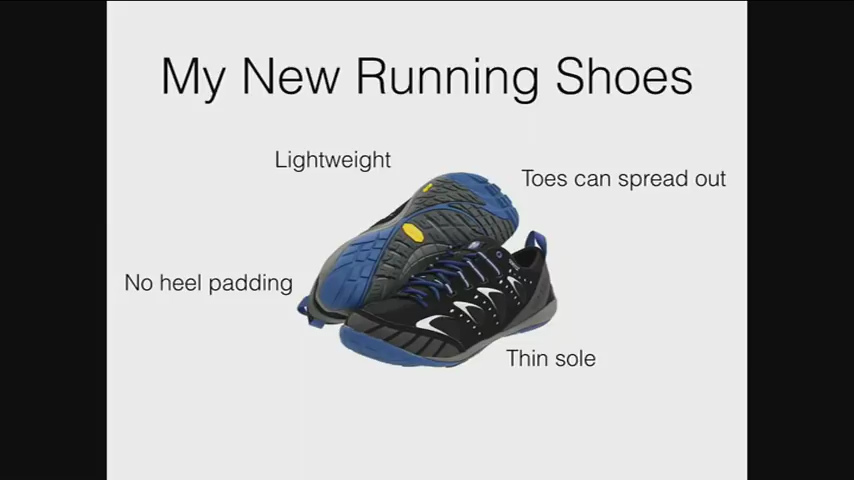 My New Running Shoes
Lightweight
Toes can spread out
No heel padding
Thin sole